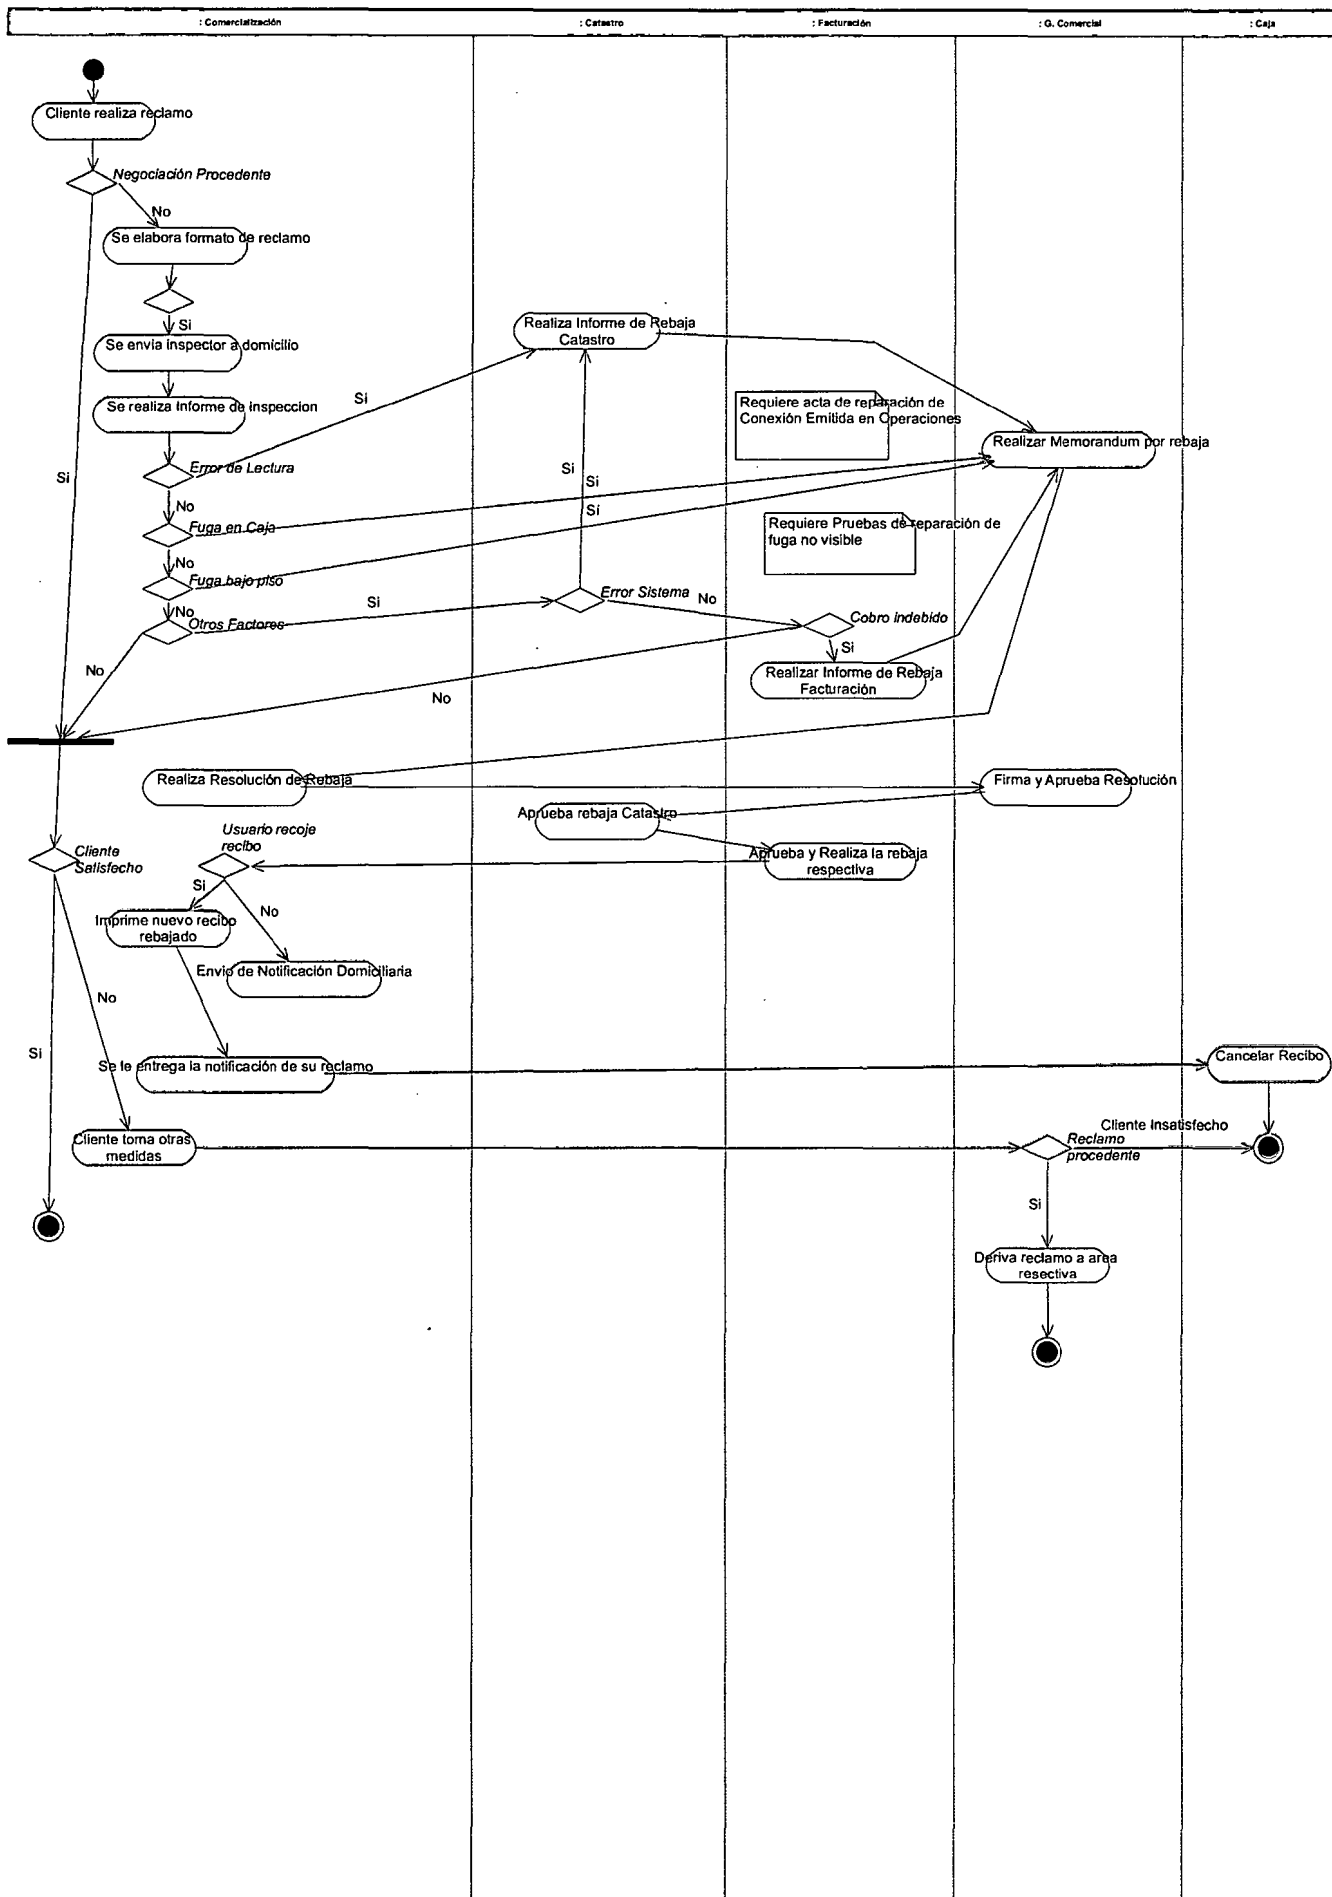 : Comercialización
: Catastro
: Facturación
: G. Comercial
: Caja
Cliente realiza reclamo
Negociación Procedente
No
Se elabora formato de reclamo
Si
Se envia inspector a domicilio
Se realiza Informe de inspeccion
Realiza Informe de Rebaja
Catastro
Si
Requiere acta de reparación de
Conexión Emitida en Operaciones
Realizar Memorandum por rebaja
Error de Lectura
Si
Si
Si
No
Fuga en Caja
Si
Requiere Pruebas de reparación de
fuga no visible
No
Fuga bajo piso
Error Sistema
No
Otros Factores
Si
No
Cobro indebido
Si
No
Realizar Informe de Rebaja
Facturación
No
Realiza Resolución de Rebaja
Firma y Aprueba Resolución
Aprueba rebaja Catastro
Usuario recoje
recibo
Cliente
Satisfecho
Aprueba y Realiza la rebaja
respectiva
Si
No
Imprime nuevo recibo
rebajado
Envio de Notificación Domiciliaria
No
Si
Se le entrega la notificación de su reclamo
Cancelar Recibo
Cliente toma otras
medidas
Cliente Insatisfecho
Reclamo
procedente
Si
Deriva reclamo a area
resectiva